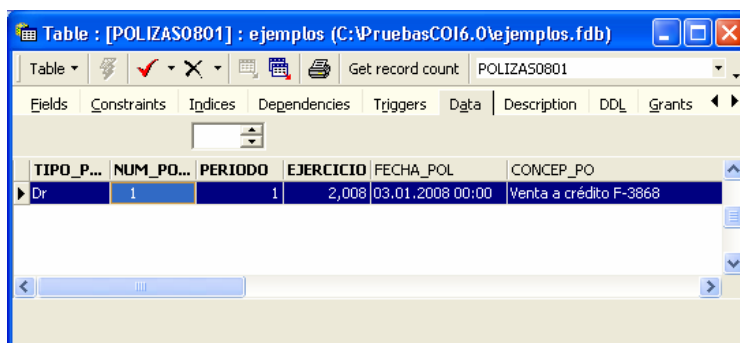 Table : [POLIZAS0801] : ejemplos (C:\PruebasCOI6.0\ejemplos.fdb)
Table Get record count POLIZAS0801
Fields Constraints Indices Dependencies Triggers Data Description DDL Grants
TIPO_P... NUM_PO... PERIODO EJERCICIO FECHA_POL CONCEP_PO
Dr 1 1 2,008 03.01.2008 00:00 Venta a crédito F-3868